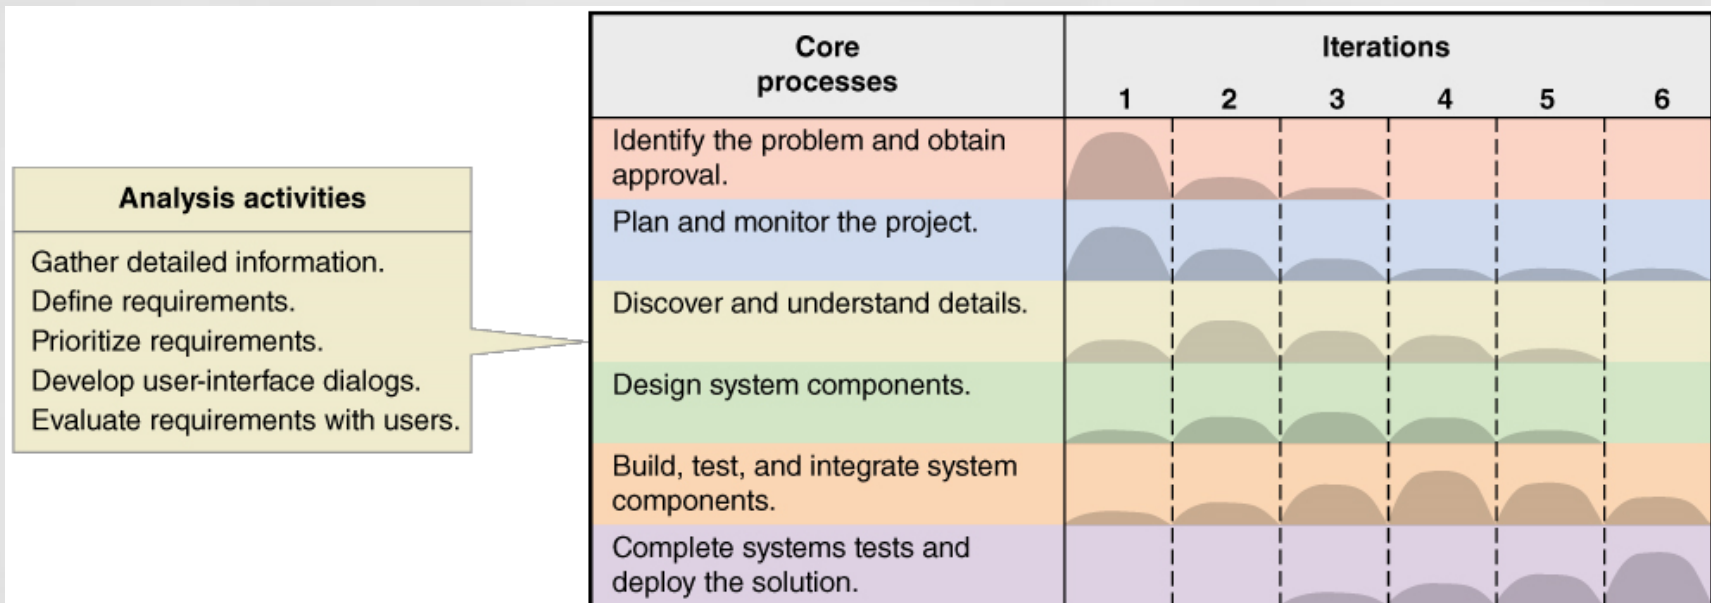 Analysis activities
Gather detailed information.
Define requirements.
Prioritize requirements.
Develop user-interface dialogs.
Evaluate requirements with users.
Core
processes
Iterations
1 2 3 4 5 6
Identify the problem and obtain
approval.
Plan and monitor the project.
Discover and understand details.
Design system components.
Build, test, and integrate system
components.
Complete systems tests and
deploy the solution.